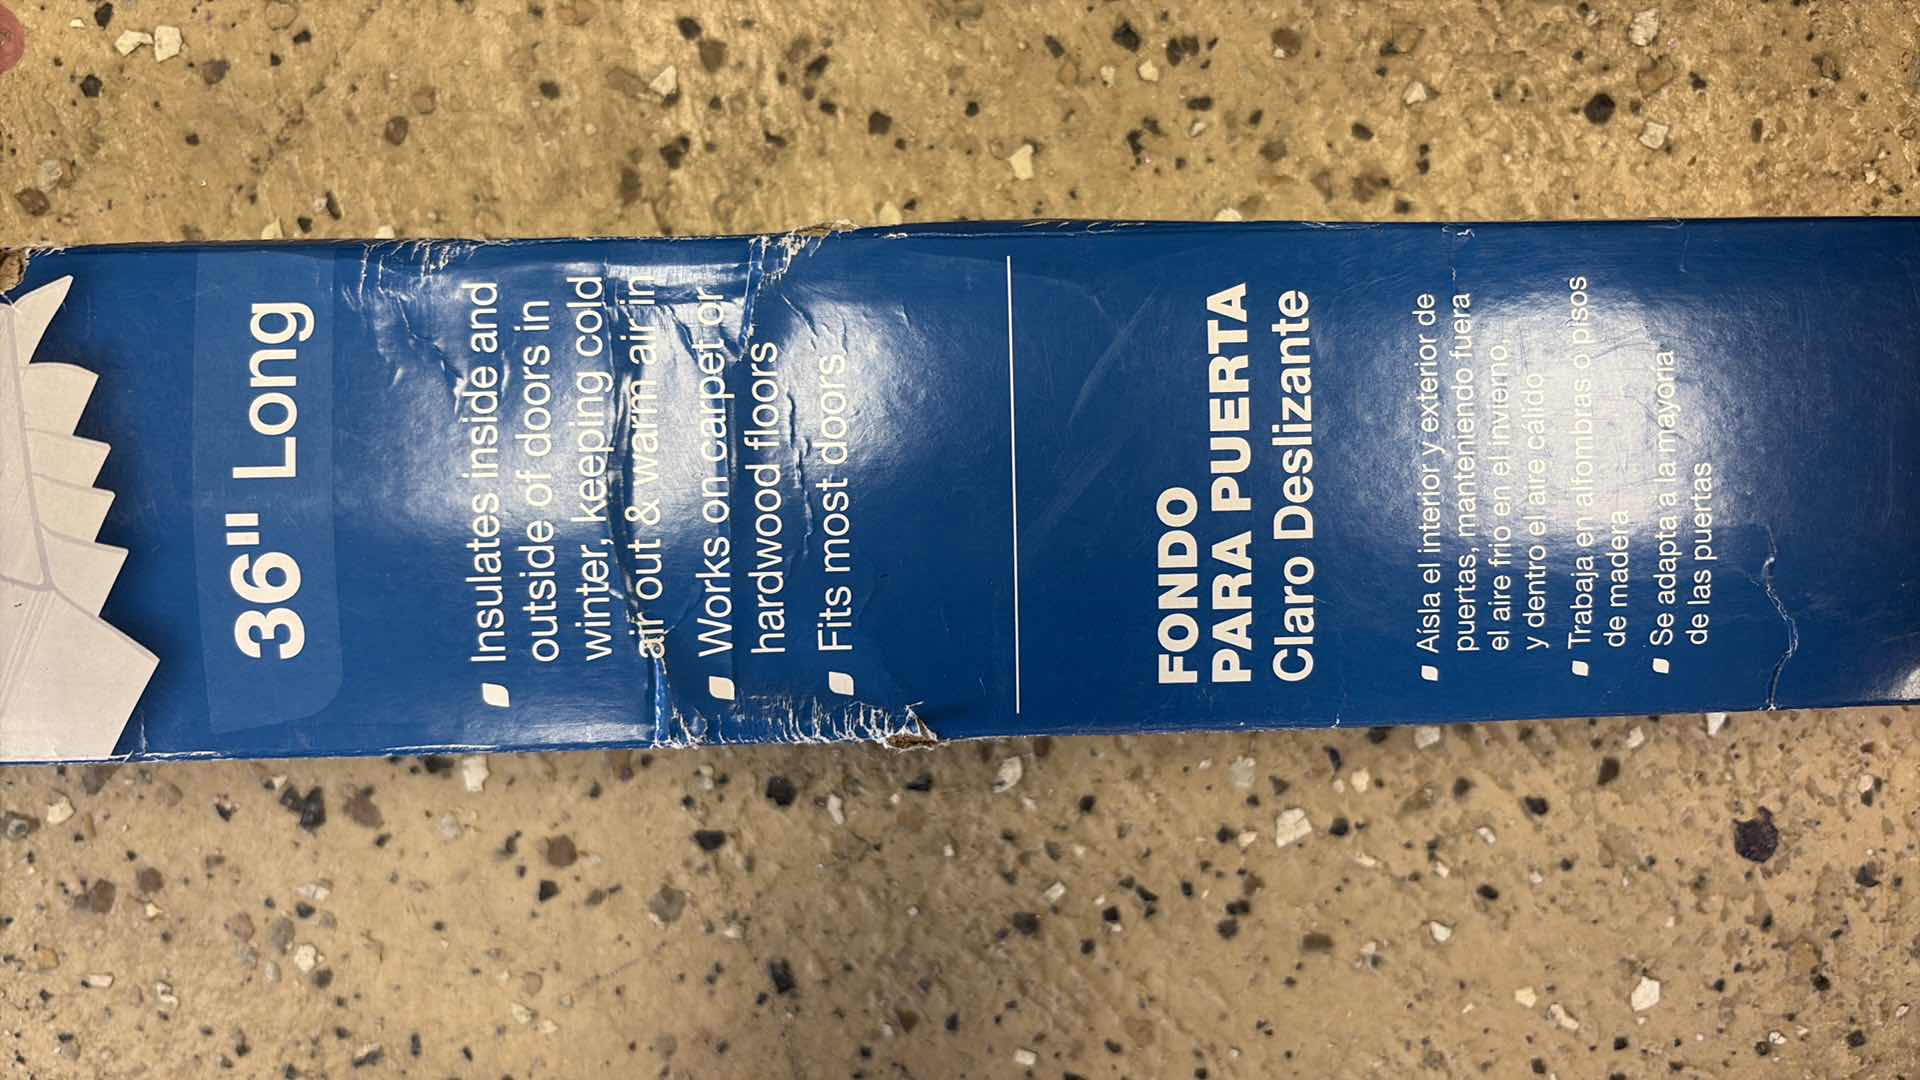 36" Long
Insulates inside and
outside of doors in
winter, keeping cold
air out & warm air in
Works on carpet or
hardwood floors
Fits most doors
FONDO
PARA PUERTA
Claro Deslizante
Aísla el interior y exterior de
puertas, manteniendo fuera
el aire frio en el invierno,
y dentro el aire cálido
Trabaja en alfombras o pisos
de madera
Se adapta a la mayoria
de las puertas